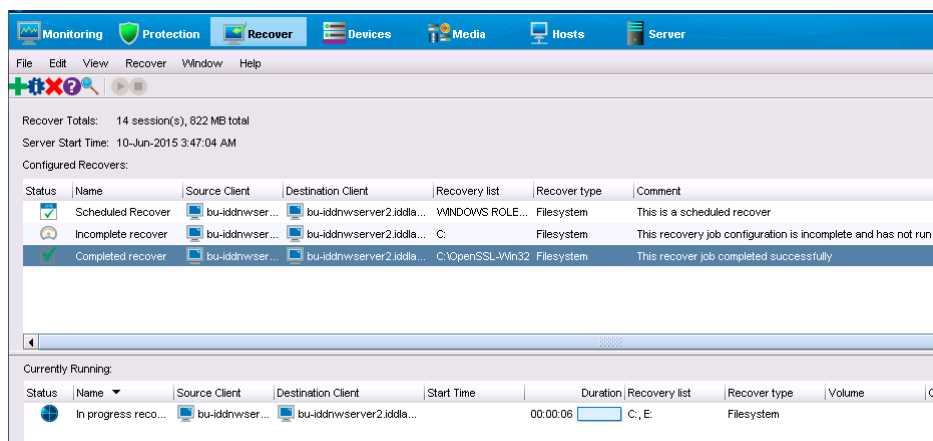 Monitoring Protection Recover Devices Media Hosts Server
File Edit View Recover Window Help
Recover Totals: 14 session(s), 822 MB total
Server Start Time: 10-Jun-2015 3:47:04 AM
Configured Recovers:
Status Name Source Client Destination Client Recovery list Recover type Comment
Scheduled Recover bu-iddnwser... bu-iddnwserver2.iddla... WINDOWS ROLE... Filesystem This is a scheduled recover
Incomplete recover bu-iddnwser... bu-iddnwserver2.iddla... C: Filesystem This recovery job configuration is incomplete and has not run
Completed recover bu-iddnwser... bu-iddnwserver2.iddla... C:\OpenSSL-Win32 Filesystem This recover job completed successfully
Currently Running:
Status Name Source Client Destination Client Start Time Duration Recovery list Recover type Volume
In progress reco... bu-iddnwser... bu-iddnwserver2.iddla... 00:00:06 C:, E: Filesystem